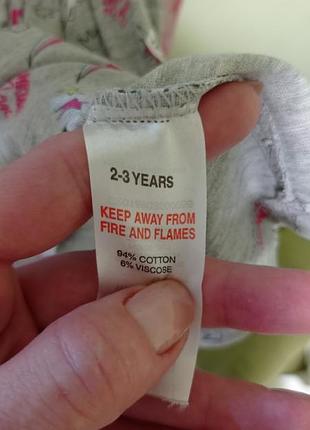 2-3 YEARS
KEEP AWAY FROM
FIRE AND FLAMES
94% COTTON
6% VISCOSE